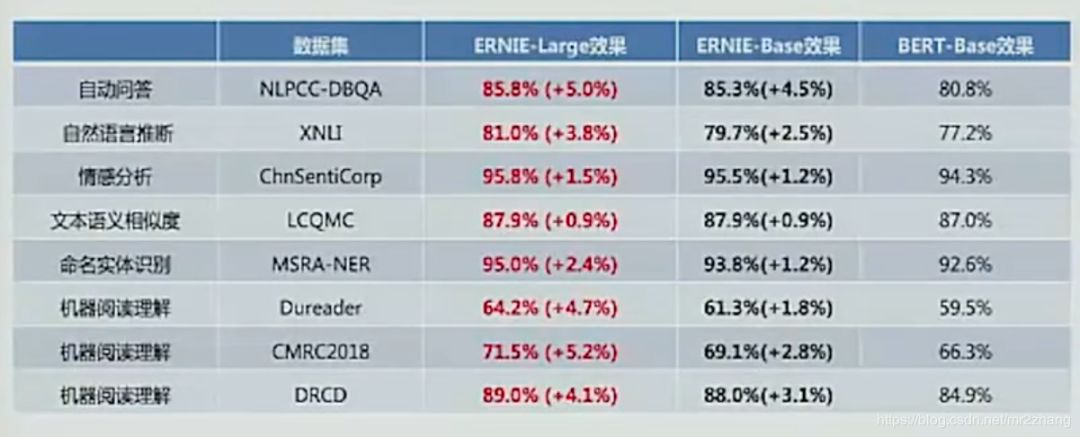 数据集 ERNIE-Large效果 ERNIE-Base效果 BERT-Base效果
自动问答 NLPCC-DBQA 85.8% (+5.0%) 85.3%(+4.5%) 80.8%
自然语言推断 XNLI 81.0% (+3.8%) 79.7%(+2.5%) 77.2%
情感分析 ChnSentiCorp 95.8% (+1.5%) 95.5%(+1.2%) 94.3%
文本语义相似度 LCQMC 87.9% (+0.9%) 87.9%(+0.9%) 87.0%
命名实体识别 MSRA-NER 95.0% (+2.4%) 93.8%(+1.2%) 92.6%
机器阅读理解 Dureader 64.2% (+4.7%) 61.3%(+1.8%) 59.5%
机器阅读理解 CMRC2018 71.5% (+5.2%) 69.1%(+2.8%) 66.3%
机器阅读理解 DRCD 89.0% (+4.1%) 88.0%(+3.1%) 84.9%
https://blog.csdn.net/mr2zhang